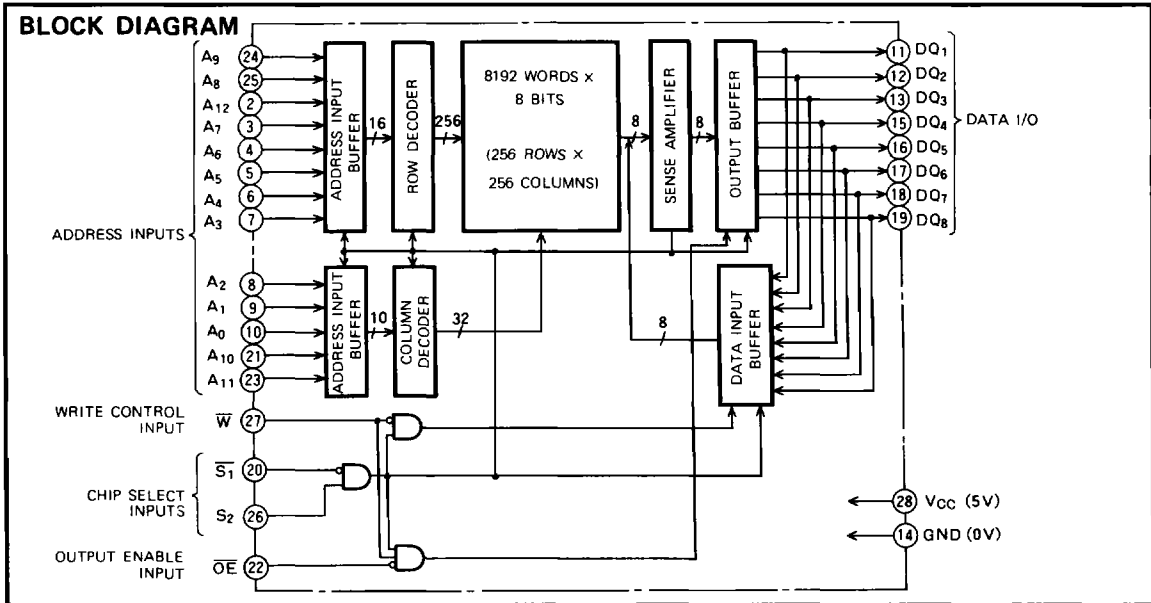 BLOCK DIAGRAM
ADDRESS INPUTS
A9 24
A8 25
A12 2
A7 3
A6 4
A5 5
A4 6
A3 7
A2 8
A1 9
A0 10
A10 21
A11 23
WRITE CONTROL
INPUT
W̅ 27
CHIP SELECT
INPUTS
S̅1̅ 20
S2 26
OUTPUT ENABLE
INPUT
O̅E̅ 22
ADDRESS INPUT
BUFFER
16
ROW DECODER
256
8192 WORDS ×
8 BITS
(256 ROWS ×
256 COLUMNS)
8
SENSE AMPLIFIER
8
OUTPUT BUFFER
ADDRESS INPUT
BUFFER
10
COLUMN
DECODER
32
8
DATA INPUT
BUFFER
11 DQ1
12 DQ2
13 DQ3
15 DQ4
16 DQ5
17 DQ6
18 DQ7
19 DQ8
DATA I/O
28 VCC (5V)
14 GND (0V)